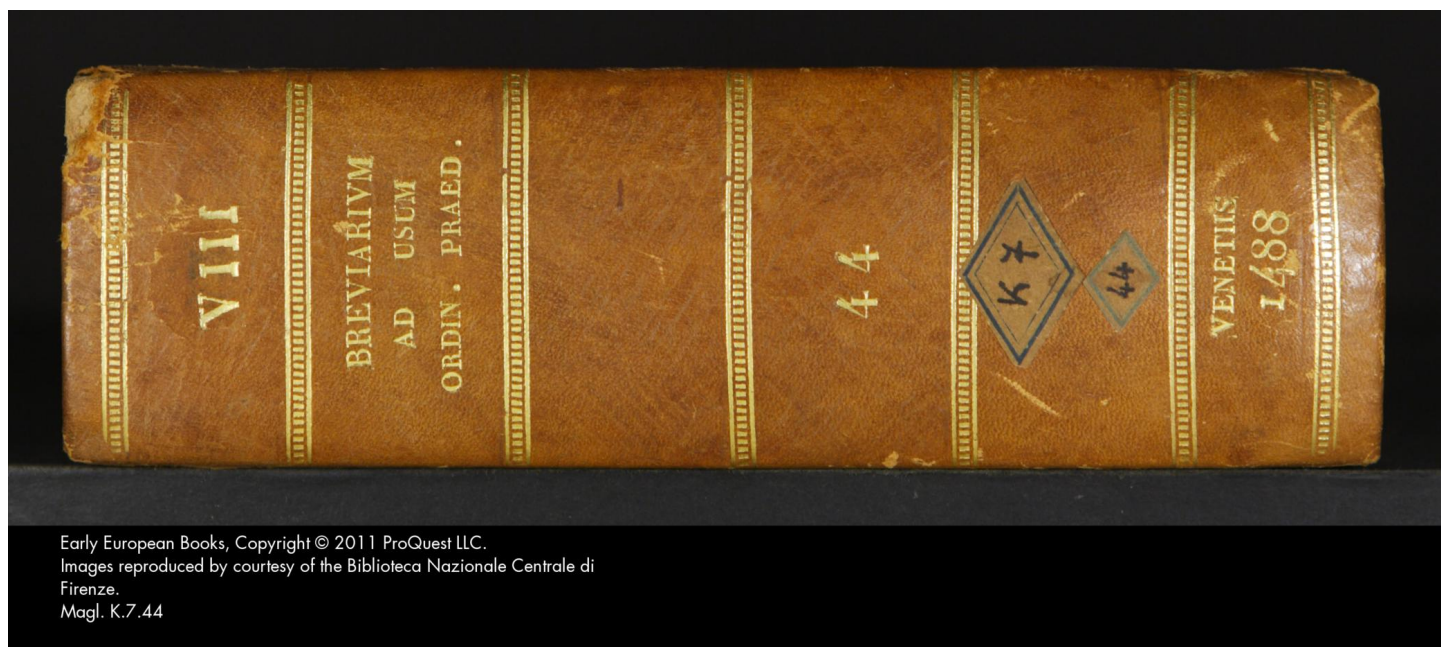 VIII
BREVIARIVM
AD USUM
ORDIN. PRAED.
44
K 7
44
VENETIIS
1488
Early European Books, Copyright © 2011 ProQuest LLC.
Images reproduced by courtesy of the Biblioteca Nazionale Centrale di
Firenze.
Magl. K.7.44